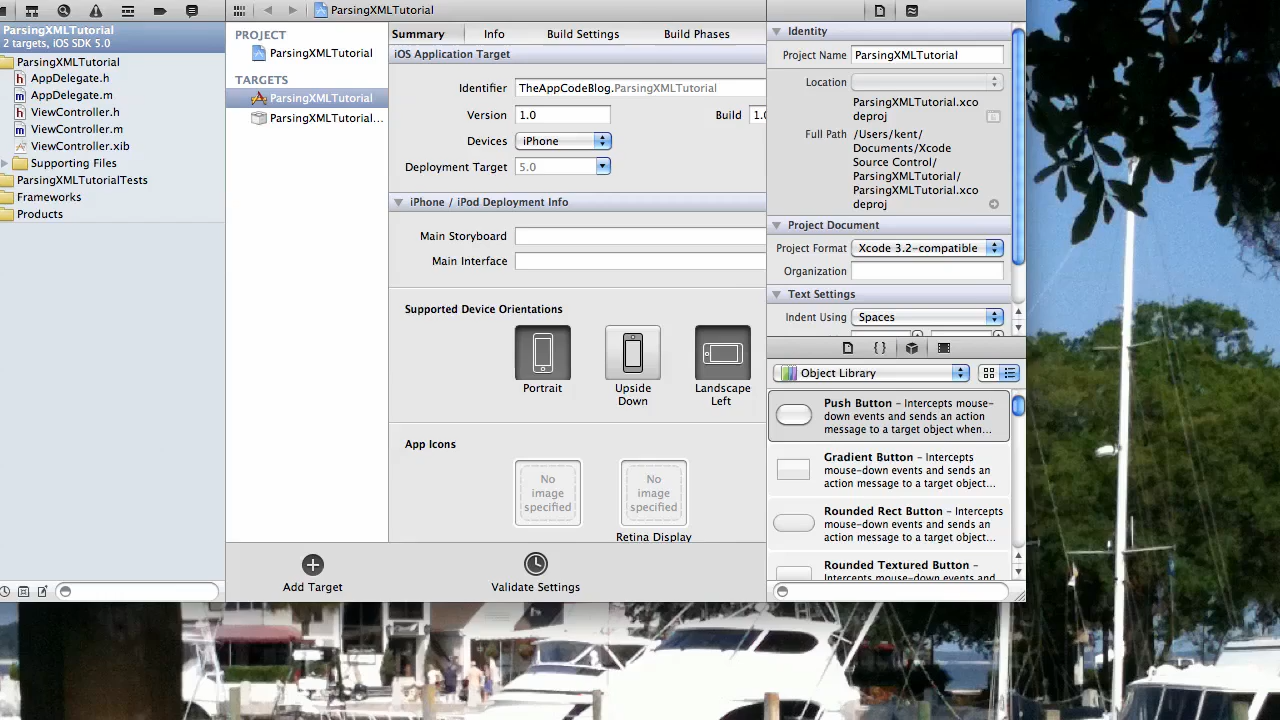 ParsingXMLTutorial
ParsingXMLTutorial
2 targets, iOS SDK 5.0
ParsingXMLTutorial
AppDelegate.h
AppDelegate.m
ViewController.h
ViewController.m
ViewController.xib
Supporting Files
ParsingXMLTutorialTests
Frameworks
Products
PROJECT
ParsingXMLTutorial
TARGETS
ParsingXMLTutorial
ParsingXMLTutorial...
Summary Info Build Settings Build Phases
iOS Application Target
Identifier TheAppCodeBlog.ParsingXMLTutorial
Version 1.0 Build 1.0
Devices iPhone
Deployment Target 5.0
iPhone / iPod Deployment Info
Main Storyboard
Main Interface
Supported Device Orientations
Portrait
Upside
Down
Landscape
Left
App Icons
No
image
specified
No
image
specified
Retina Display
Add Target
Validate Settings
Identity
Project Name ParsingXMLTutorial
Location
ParsingXMLTutorial.xco
deproj
Full Path /Users/kent/
Documents/Xcode
Source Control/
ParsingXMLTutorial/
ParsingXMLTutorial.xco
deproj
Project Document
Project Format Xcode 3.2-compatible
Organization
Text Settings
Indent Using Spaces
{ }
Object Library
Push Button - Intercepts mouse-
down events and sends an action
message to a target object when...
Gradient Button - Intercepts
mouse-down events and sends an
action message to a target object...
Rounded Rect Button - Intercepts
mouse-down events and sends an
action message to a target object...
Rounded Textured Button -
Intercepts mouse-down events and